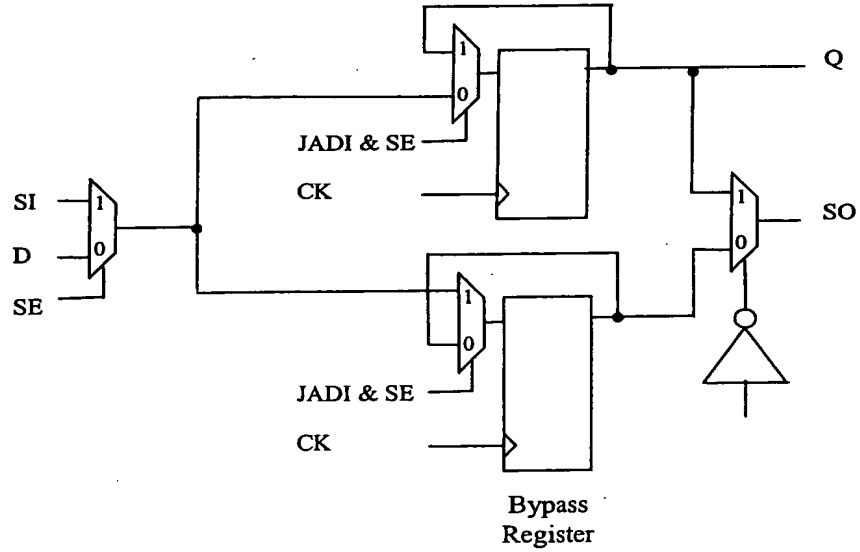 1
Q
0
JADI & SE
CK
SI
1
1
SO
D
0
0
SE
1
0
JADI & SE
CK
Bypass
Register